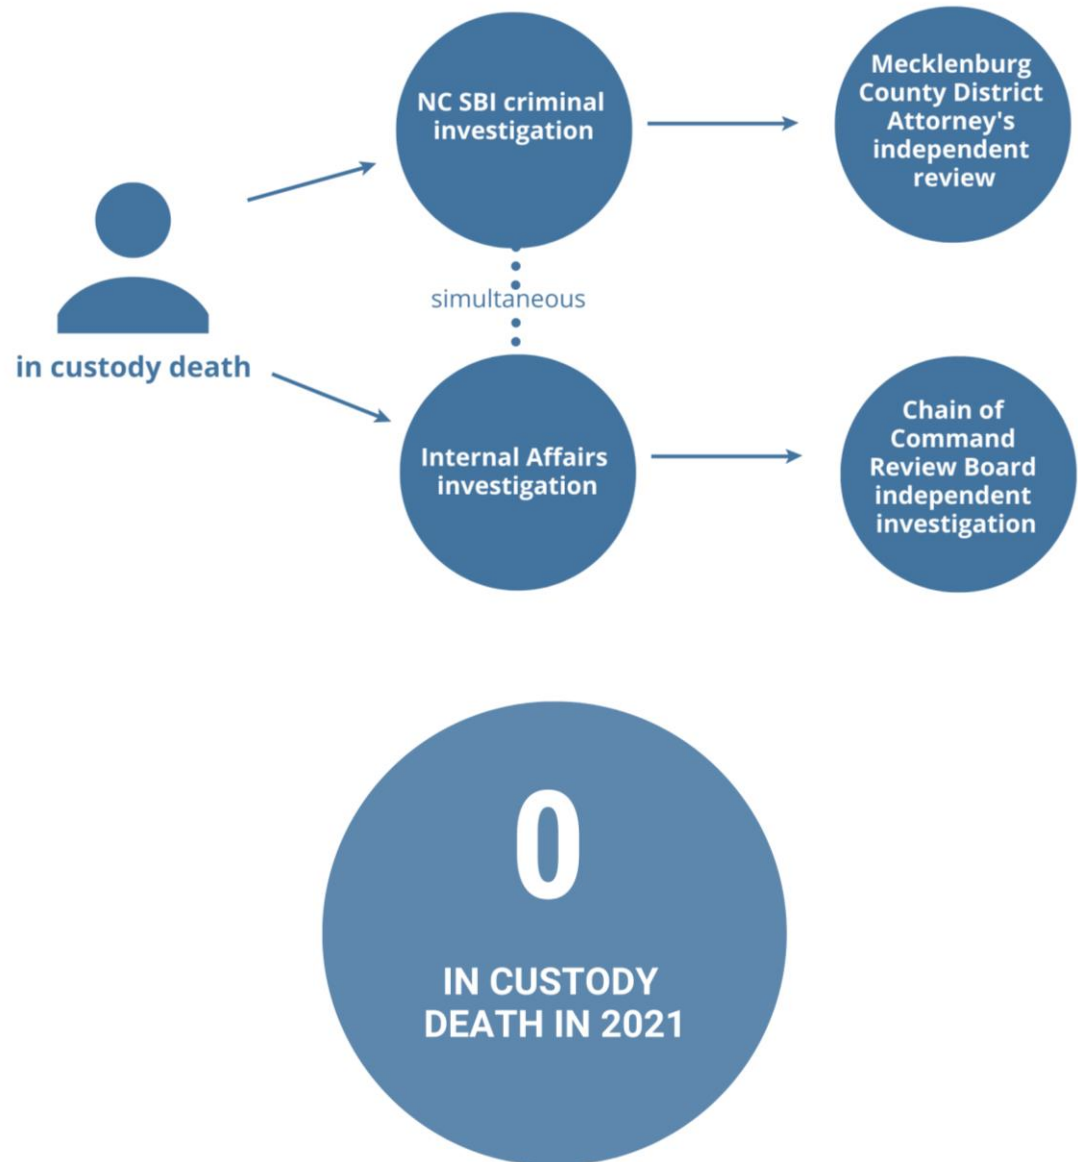 NC SBI criminal
investigation
Mecklenburg
County District
Attorney's
independent
review
simultaneous
in custody death
Internal Affairs
investigation
Chain of
Command
Review Board
independent
investigation
0
IN CUSTODY
DEATH IN 2021